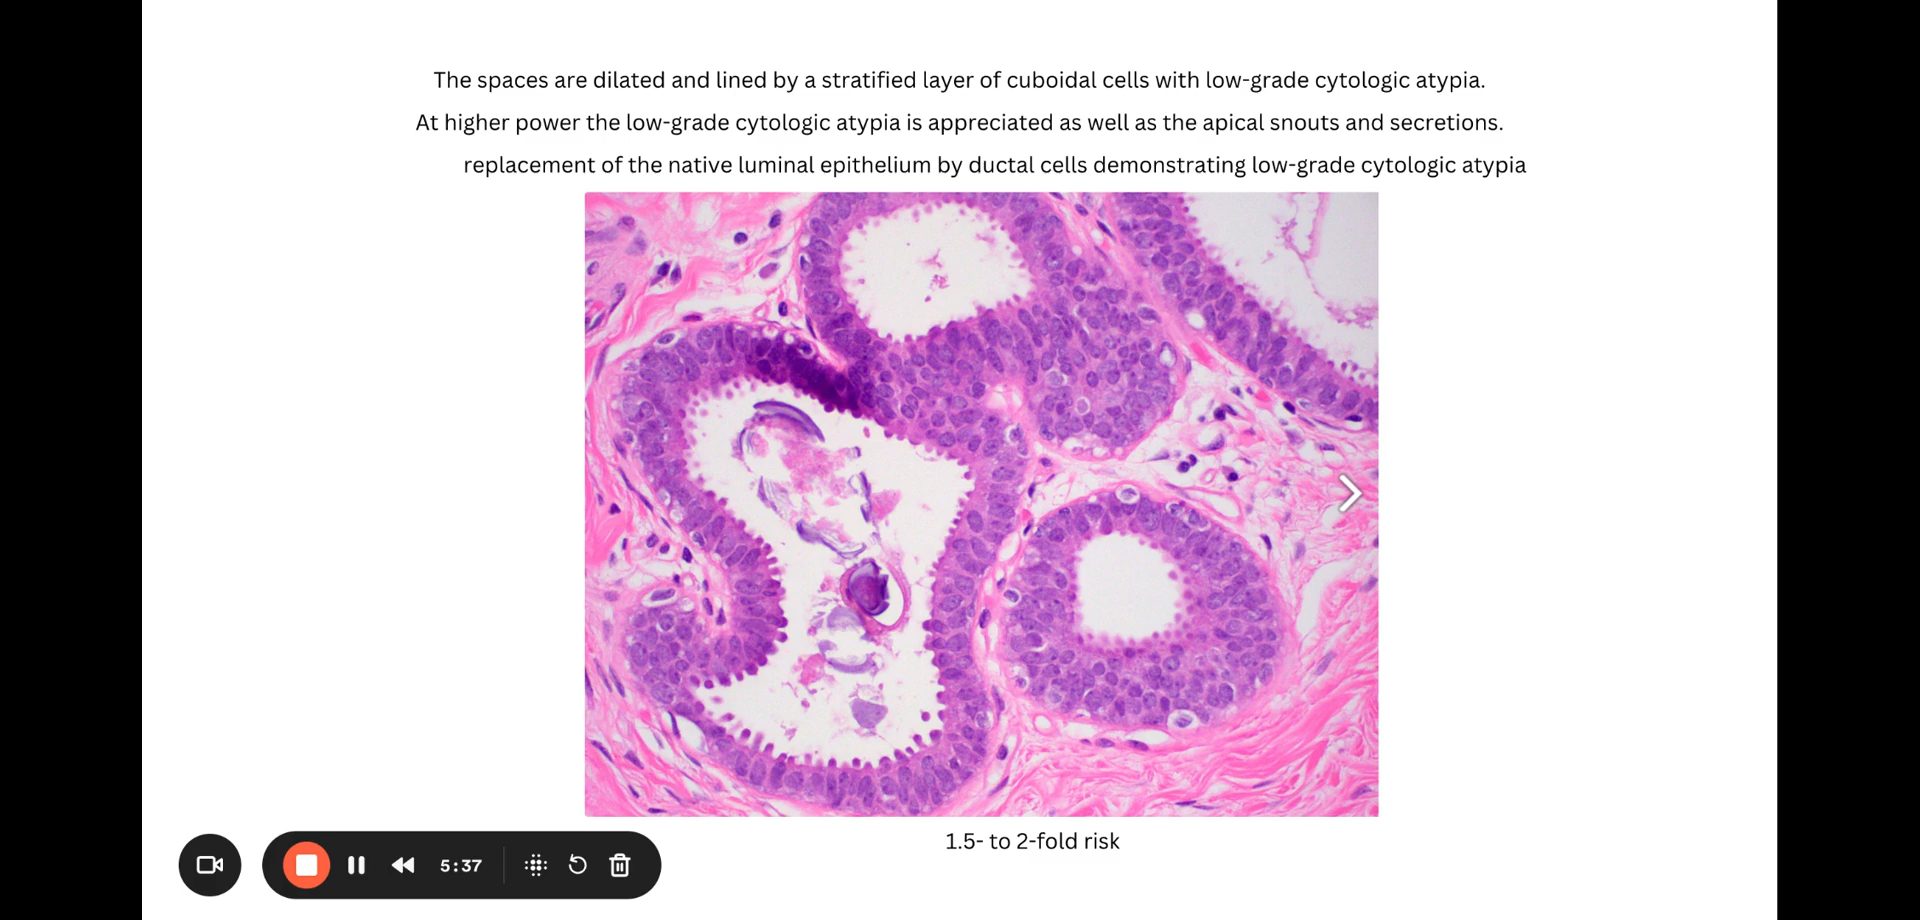 The spaces are dilated and lined by a stratified layer of cuboidal cells with low-grade cytologic atypia.
At higher power the low-grade cytologic atypia is appreciated as well as the apical snouts and secretions.
replacement of the native luminal epithelium by ductal cells demonstrating low-grade cytologic atypia
1.5- to 2-fold risk
5:37